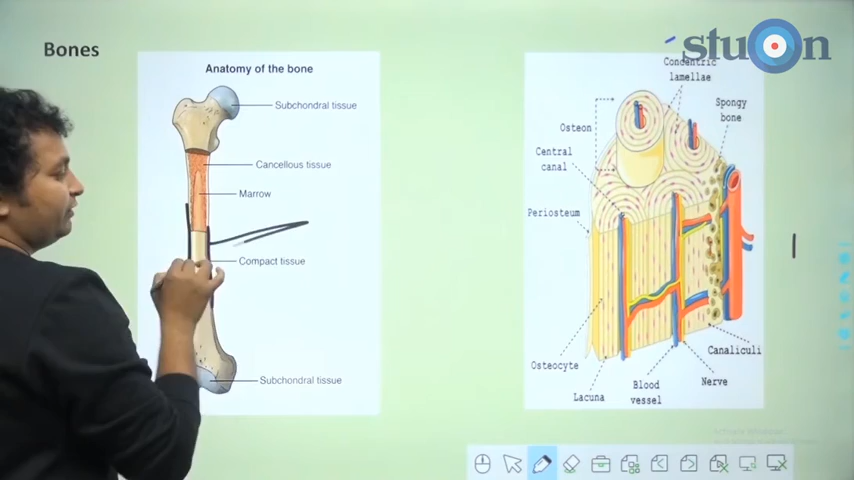 Bones
stuon
Anatomy of the bone
Subchondral tissue
Cancellous tissue
Marrow
Compact tissue
Subchondral tissue
Concentric
lamellae
Spongy
bone
Osteon
Central
canal
Periosteum
Osteocyte
Lacuna
Blood
vessel
Nerve
Canaliculi